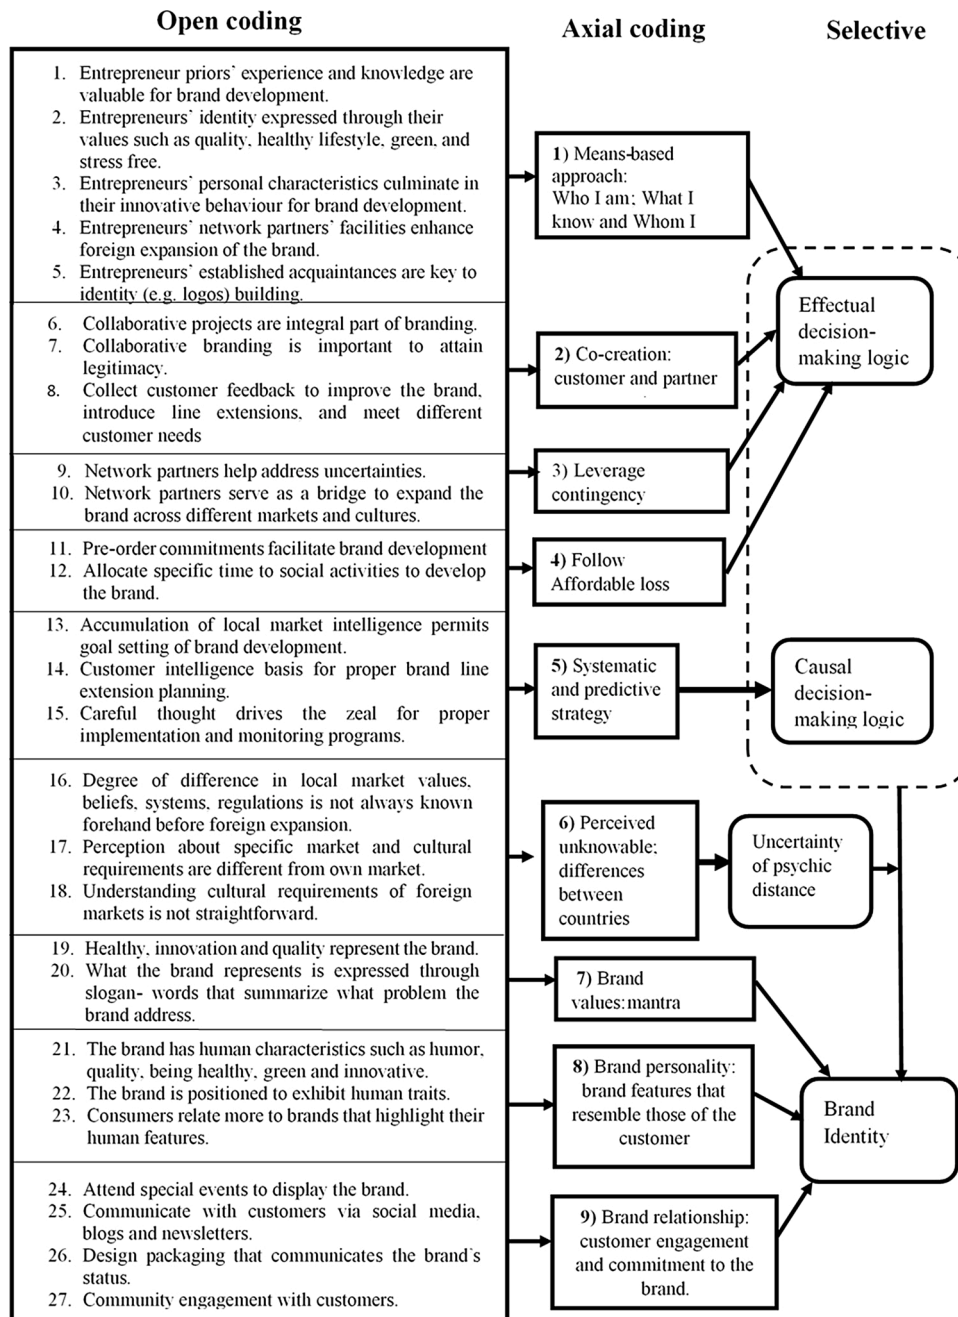 Open coding
Axial coding
Selective
1. Entrepreneur priors' experience and knowledge are
valuable for brand development.
2. Entrepreneurs' identity expressed through their
values such as quality, healthy lifestyle, green, and
stress free.
3. Entrepreneurs' personal characteristics culminate in
their innovative behaviour for brand development.
4. Entrepreneurs' network partners' facilities enhance
foreign expansion of the brand.
5. Entrepreneurs' established acquaintances are key to
identity (e.g. logos) building.
6. Collaborative projects are integral part of branding.
7. Collaborative branding is important to attain
legitimacy.
8. Collect customer feedback to improve the brand,
introduce line extensions, and meet different
customer needs
9. Network partners help address uncertainties.
10. Network partners serve as a bridge to expand the
brand across different markets and cultures.
11. Pre-order commitments facilitate brand development
12. Allocate specific time to social activities to develop
the brand.
13. Accumulation of local market intelligence permits
goal setting of brand development.
14. Customer intelligence basis for proper brand line
extension planning.
15. Careful thought drives the zeal for proper
implementation and monitoring programs.
16. Degree of difference in local market values,
beliefs, systems, regulations is not always known
forehand before foreign expansion.
17. Perception about specific market and cultural
requirements are different from own market.
18. Understanding cultural requirements of foreign
markets is not straightforward.
19. Healthy, innovation and quality represent the brand.
20. What the brand represents is expressed through
slogan- words that summarize what problem the
brand address.
21. The brand has human characteristics such as humor,
quality, being healthy, green and innovative.
22. The brand is positioned to exhibit human traits.
23. Consumers relate more to brands that highlight their
human features.
24. Attend special events to display the brand.
25. Communicate with customers via social media,
blogs and newsletters.
26. Design packaging that communicates the brand's
status.
27. Community engagement with customers.
1) Means-based
approach:
Who I am; What I
know and Whom I
2) Co-creation:
customer and partner
3) Leverage
contingency
4) Follow
Affordable loss
5) Systematic
and predictive
strategy
6) Perceived
unknowable;
differences
between
countries
7) Brand
values:mantra
8) Brand personality:
brand features that
resemble those of the
customer
9) Brand relationship:
customer engagement
and commitment to the
brand.
Effectual
decision-
making logic
Causal
decision-
making logic
Uncertainty
of psychic
distance
Brand
Identity